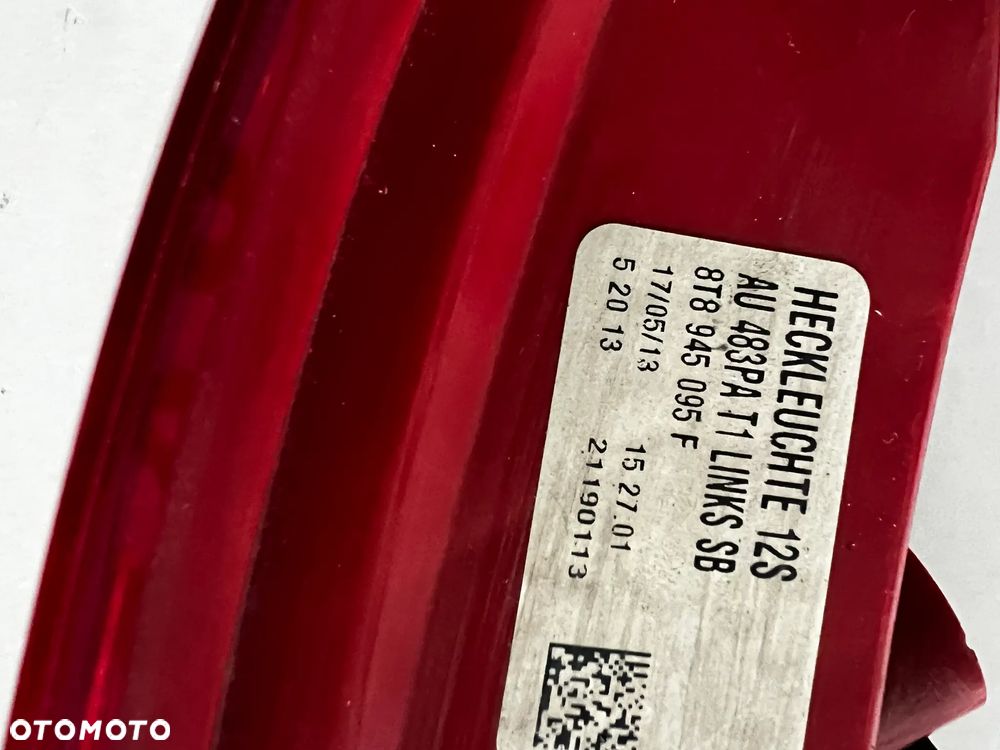 HECKLEUCHTE 12S
AU 483PA T1 LINKS SB
8T8 945 095 F
17/05/13 15 27.01
5 20 13 21190113
OTOMOTO